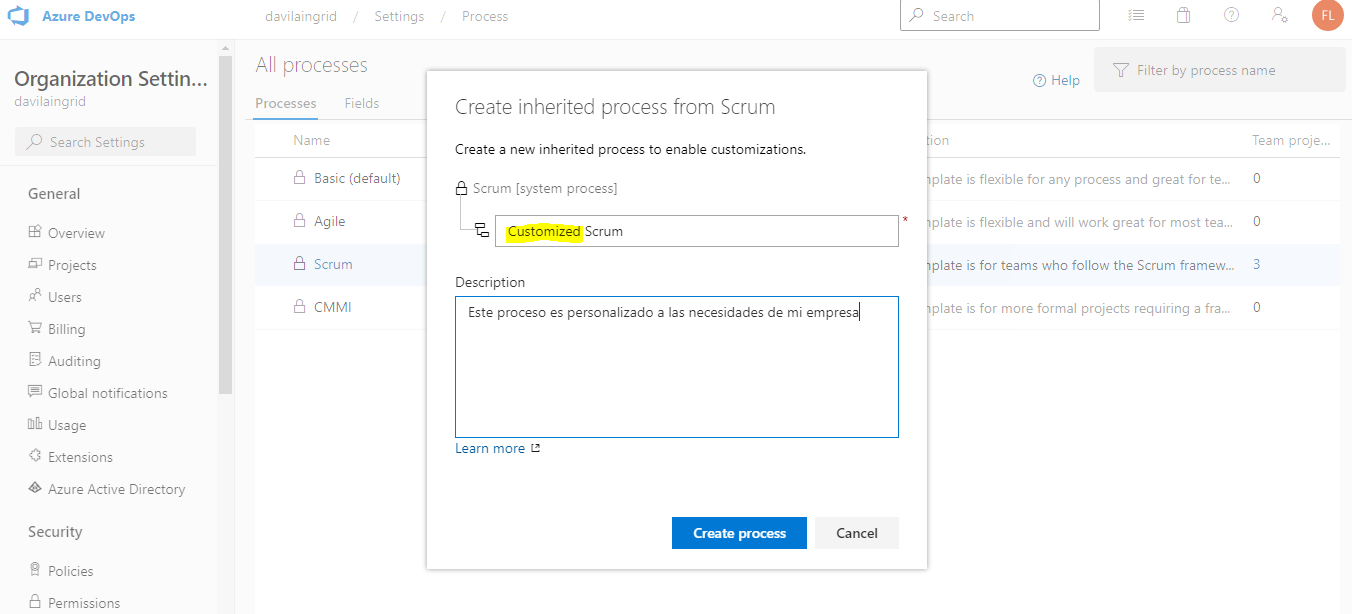 Azure DevOps
davilaingrid / Settings / Process
Search
FL
Organization Settin...
davilaingrid
Search Settings
General
Overview
Projects
Users
Billing
Auditing
Global notifications
Usage
Extensions
Azure Active Directory
Security
Policies
Permissions
All processes
Help
Filter by process name
Processes Fields
Name tion Team proje...
Basic (default) nplate is flexible for any process and great for te... 0
Agile nplate is flexible and will work great for most tea... 0
Scrum nplate is for teams who follow the Scrum framew... 3
CMMI nplate is for more formal projects requiring a fra... 0
Create inherited process from Scrum
Create a new inherited process to enable customizations.
Scrum [system process]
Customized Scrum *
Description
Este proceso es personalizado a las necesidades de mi empresa
Learn more
Create process Cancel